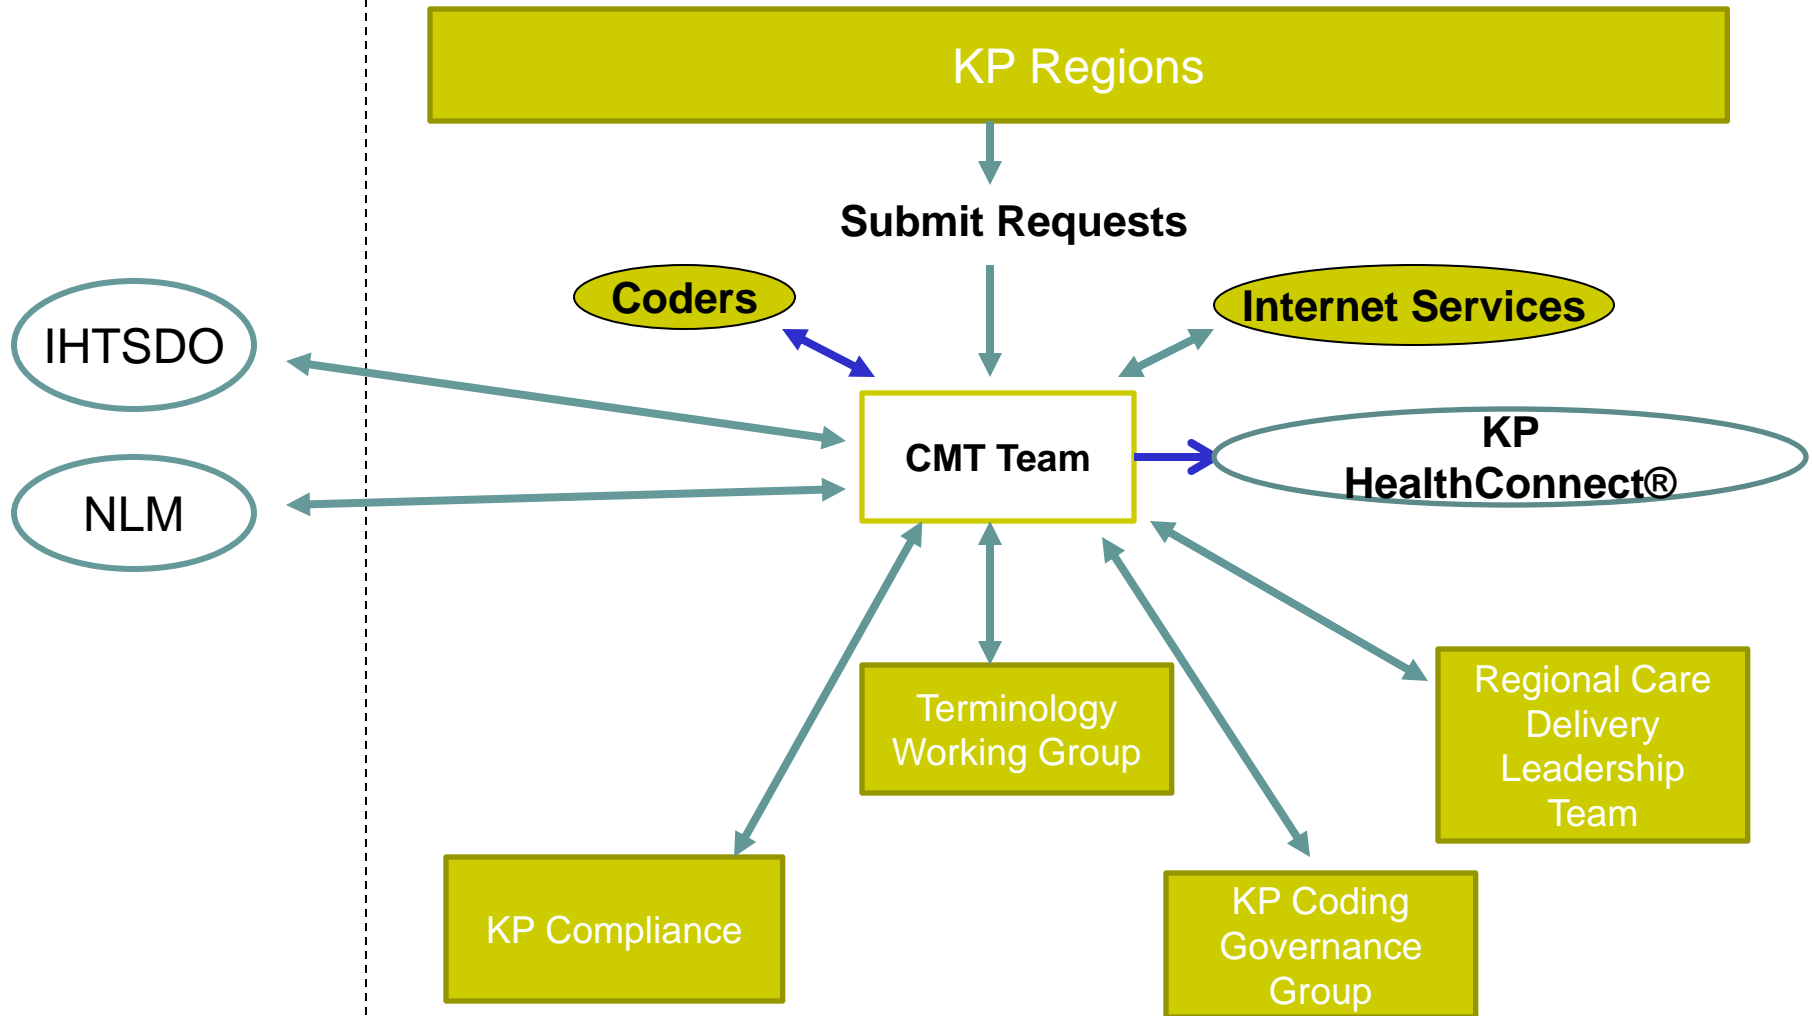 KP Regions
Submit Requests
Coders
Internet Services
IHTSDO
CMT Team
KP
HealthConnect®
NLM
Terminology
Working Group
Regional Care
Delivery
Leadership
Team
KP Compliance
KP Coding
Governance
Group